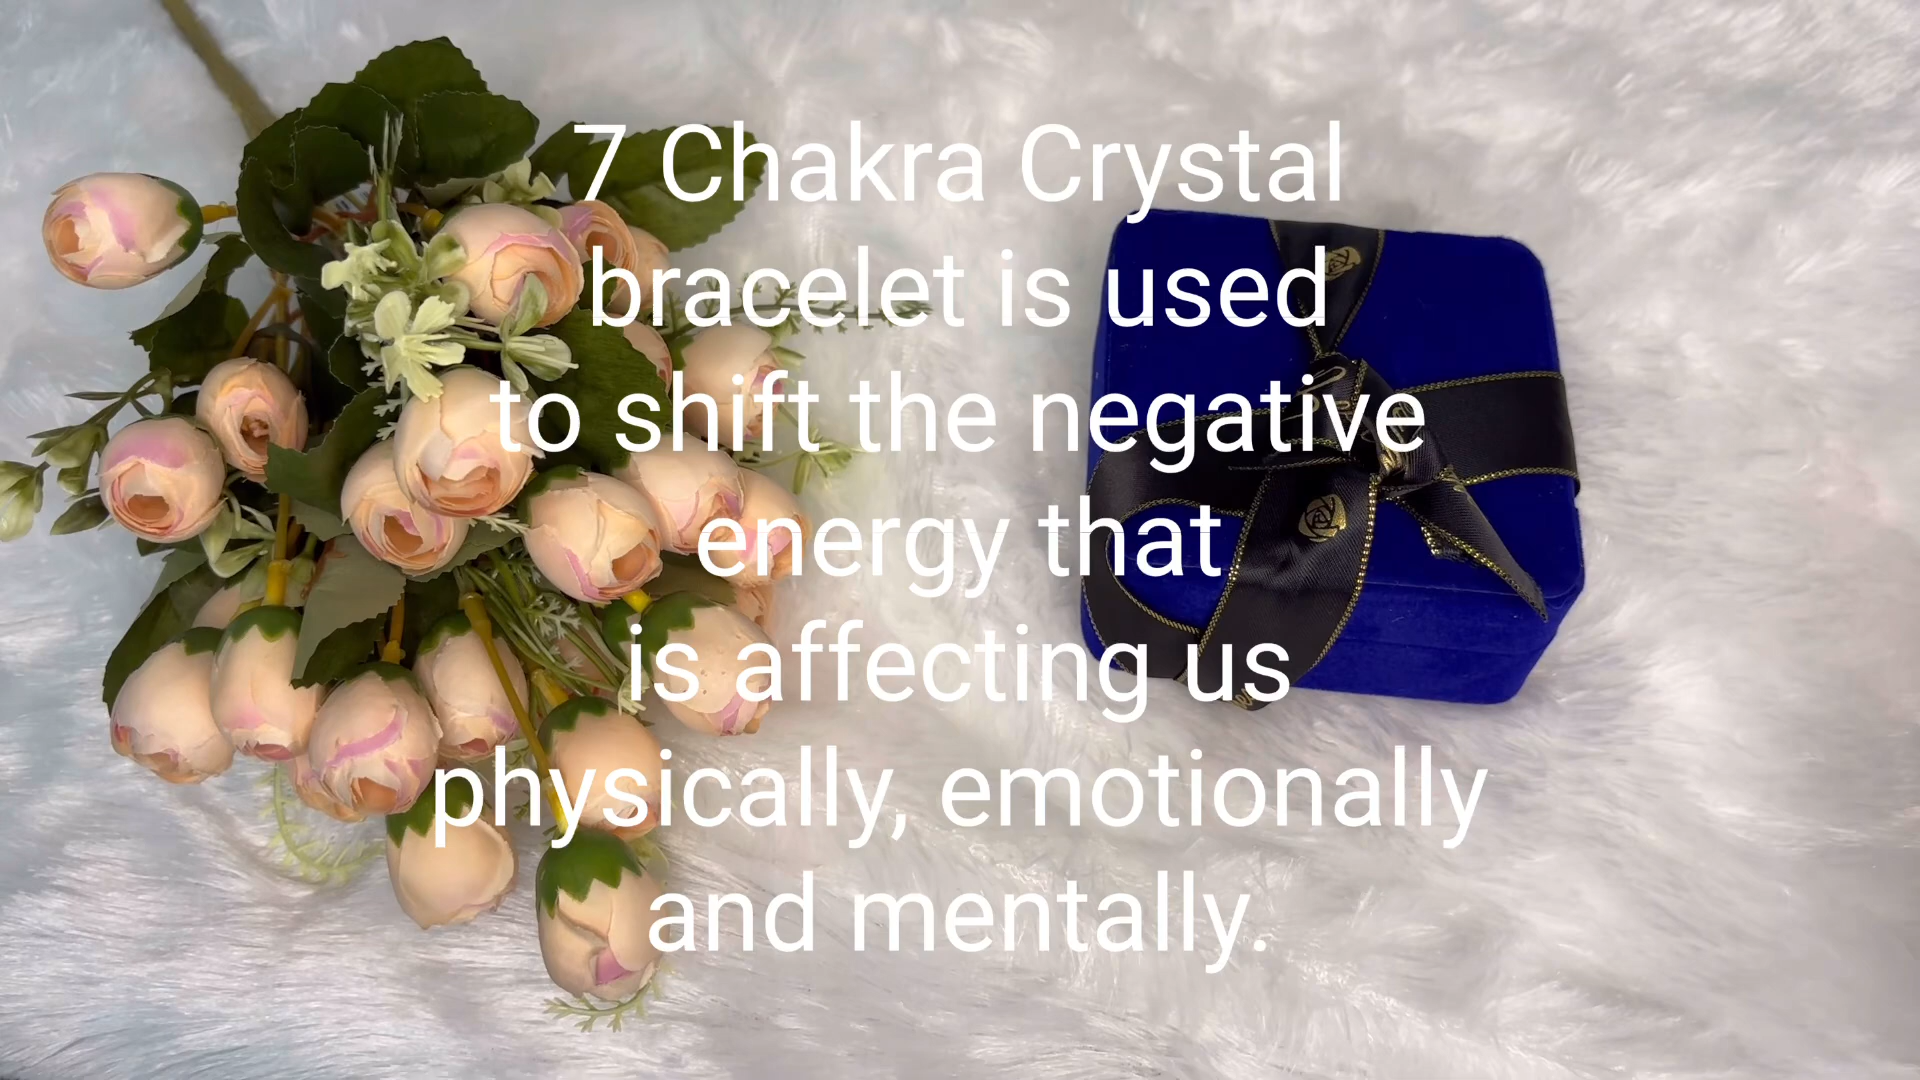 7 Chakra Crystal
bracelet is used
to shift the negative
energy that
is affecting us
physically, emotionally
and mentally.